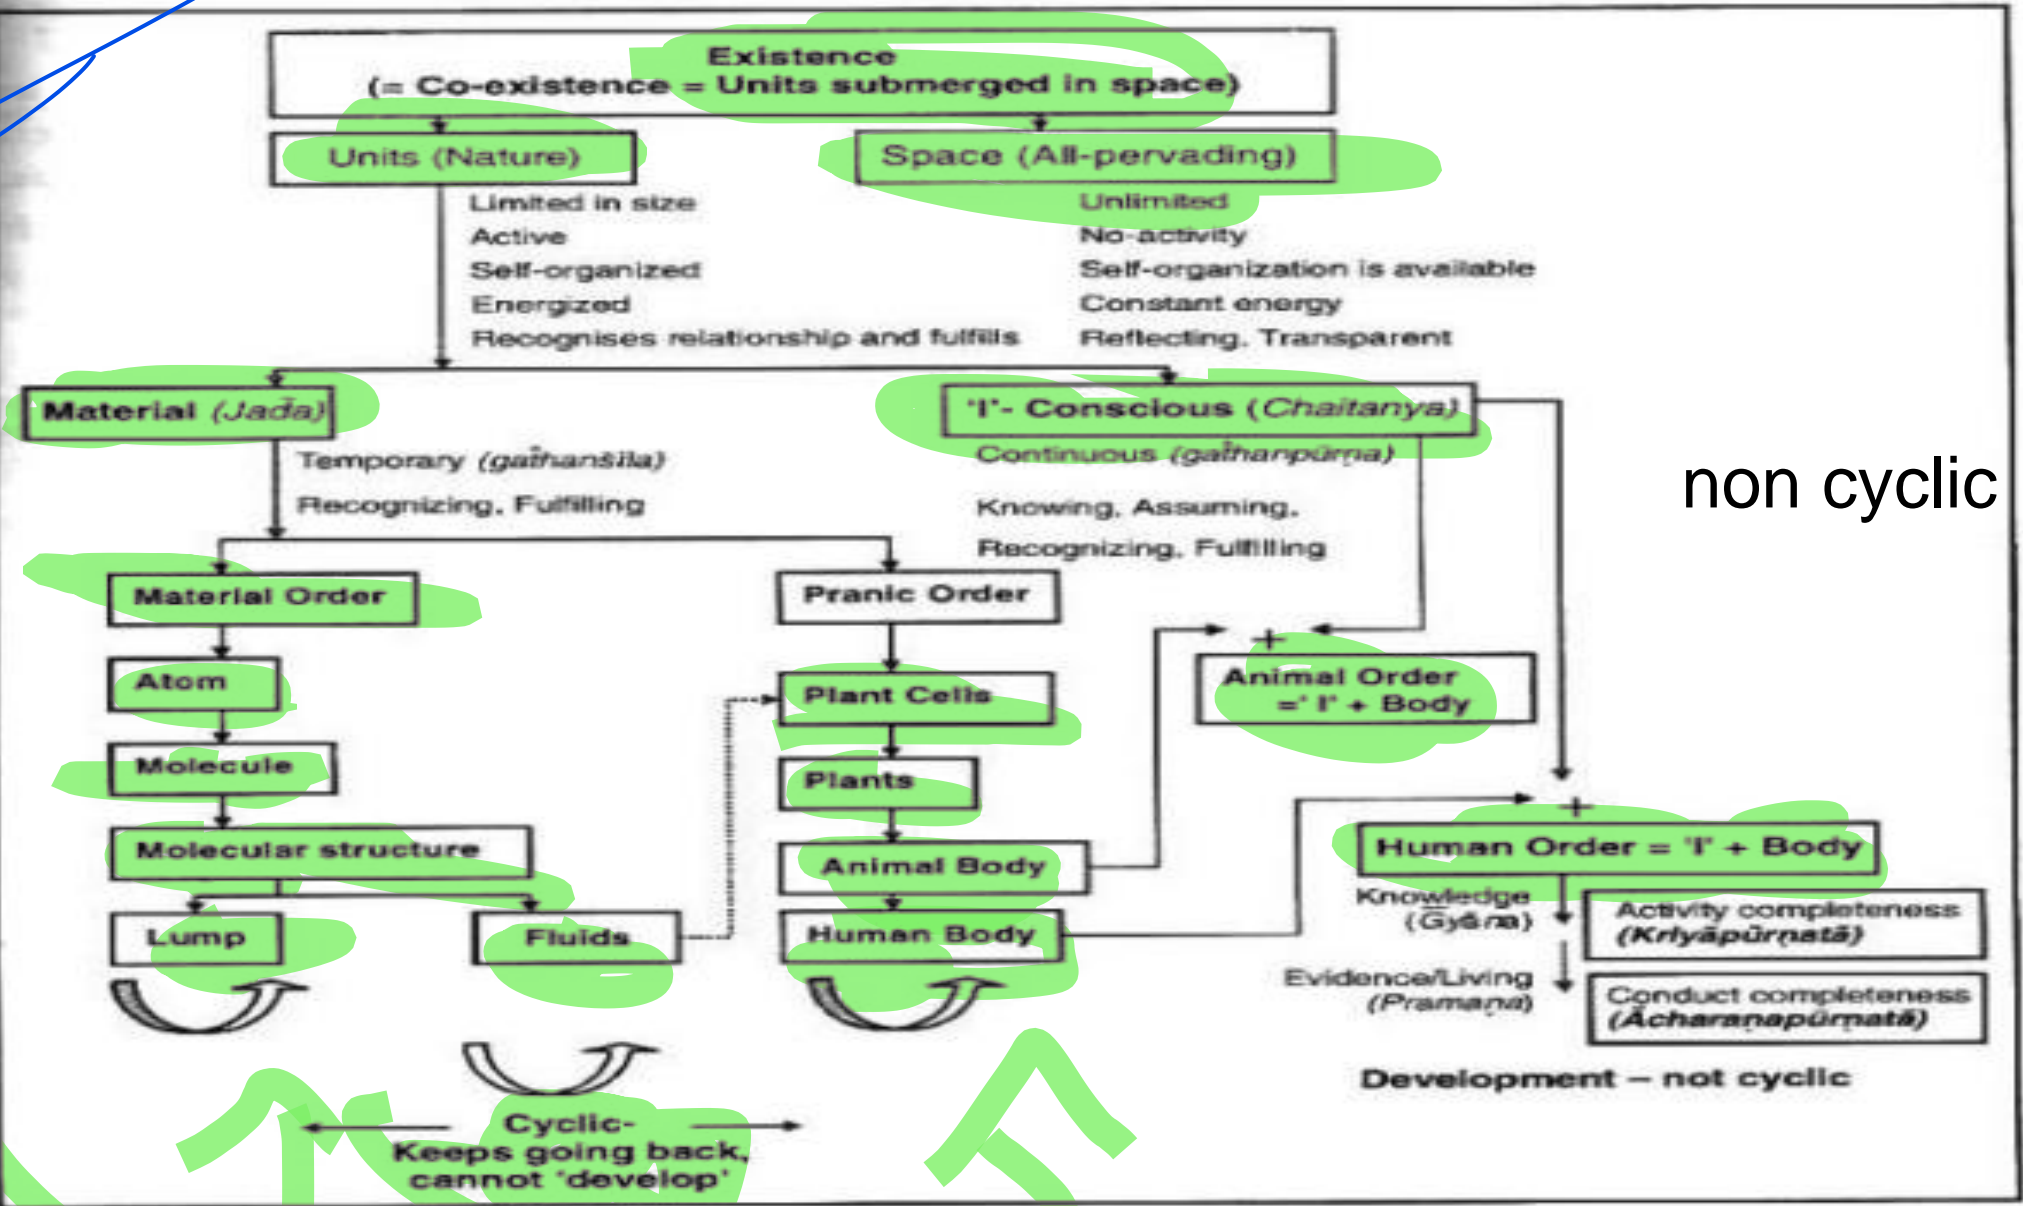 Existence
(= Co-existence = Units submerged in space)
Units (Nature)
Space (All-pervading)
Limited in size
Active
Self-organized
Energized
Recognises relationship and fulfills
Unlimited
No-activity
Self-organization is available
Constant energy
Reflecting, Transparent
Material (Jaḍa)
'I'- Conscious (Chaitanya)
Temporary (gaṭhanśīla)
Recognizing, Fulfilling
Continuous (gaṭhanpūrṇa)
Knowing, Assuming,
Recognizing, Fulfilling
non cyclic
Material Order
Pranic Order
Atom
Plant Cells
+
Animal Order
=' I' + Body
Molecule
Plants
Molecular structure
Animal Body
+
Human Order = 'I' + Body
Lump
Fluids
Human Body
Knowledge
(Gyāna)
Activity completeness
(Kriyāpūrṇatā)
Evidence/Living
(Pramaṇa)
Conduct completeness
(Ācharaṇapūrṇatā)
Development – not cyclic
Cyclic-
Keeps going back,
cannot 'develop'